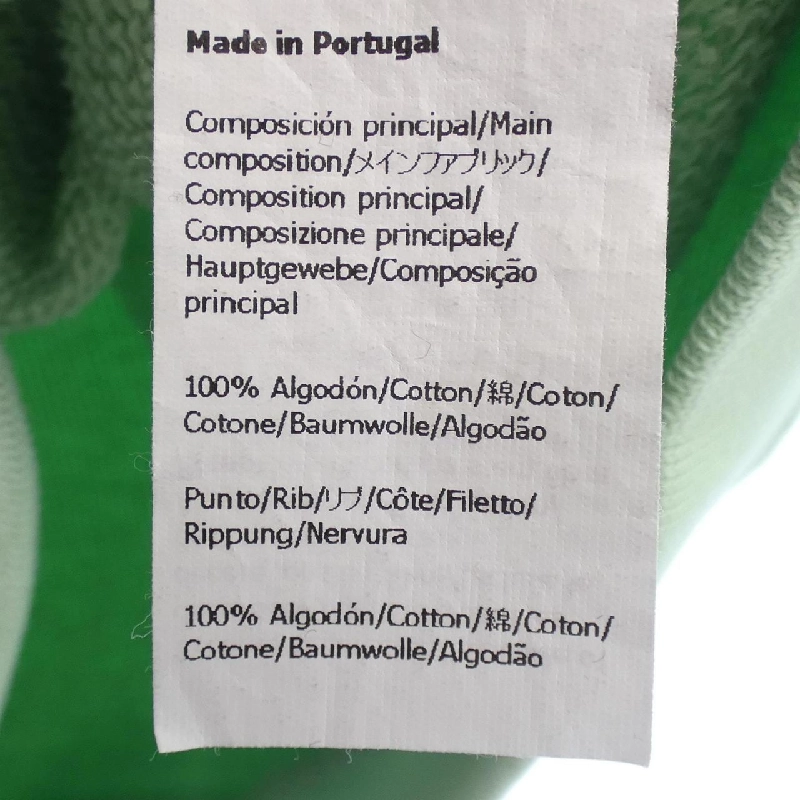 Made in Portugal
Composición principal/Main
composition/メインファブリック/
Composition principal/
Composizione principale/
Hauptgewebe/Composição
principal
100% Algodón/Cotton/綿/Coton/
Cotone/Baumwolle/Algodão
Punto/Rib/リブ/Côte/Filetto/
Rippung/Nervura
100% Algodón/Cotton/綿/Coton/
Cotone/Baumwolle/Algodão